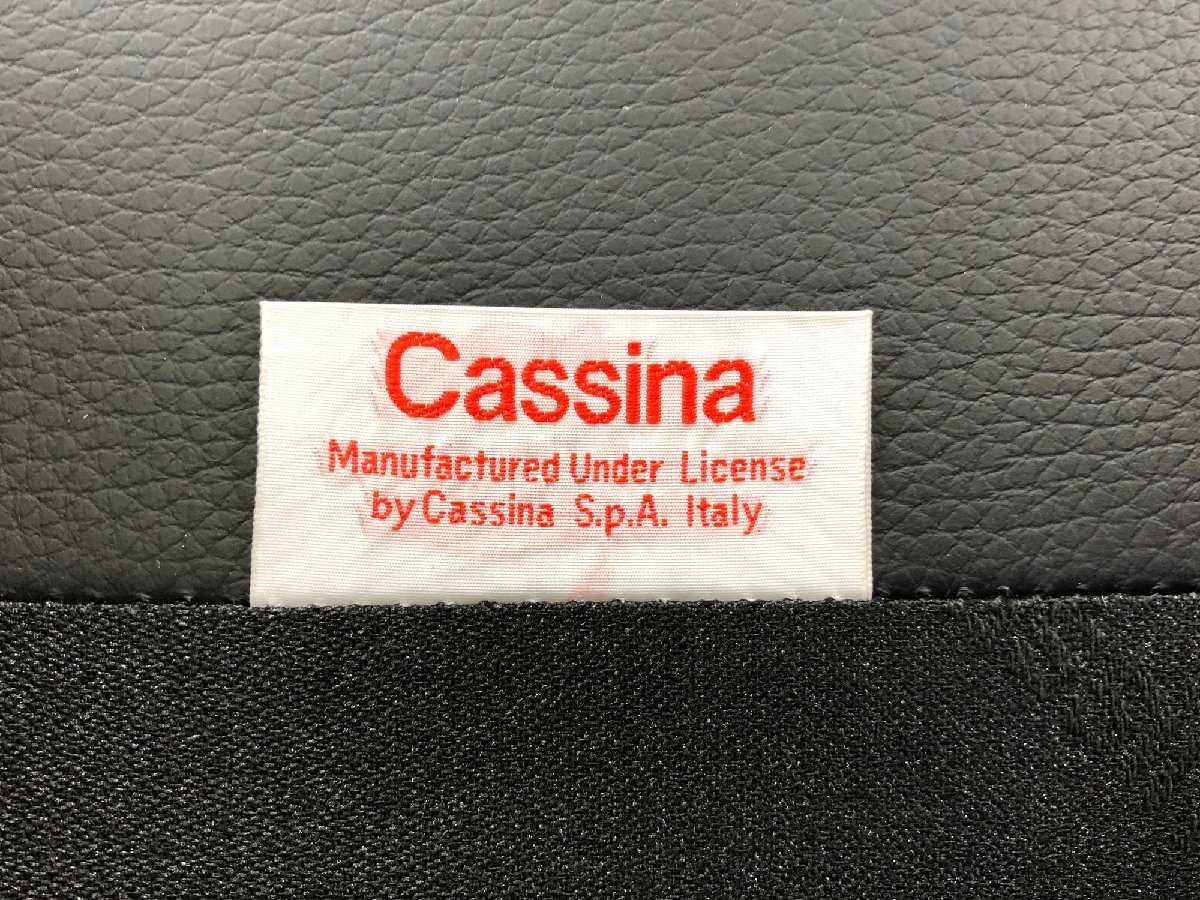 Cassina
Manufactured Under License
by Cassina S.p.A. Italy